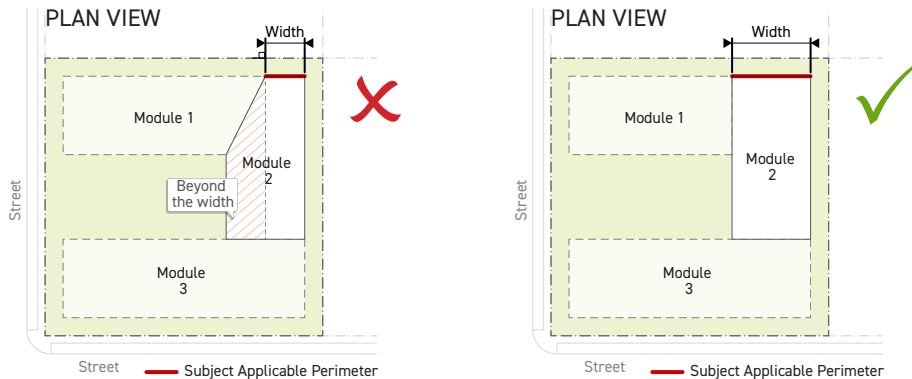 PLAN VIEW
Width
Module 1
Module
2
Beyond
the width
Module
3
Street
Street
Subject Applicable Perimeter
PLAN VIEW
Width
Module 1
Module
2
Module
3
Street
Street
Subject Applicable Perimeter